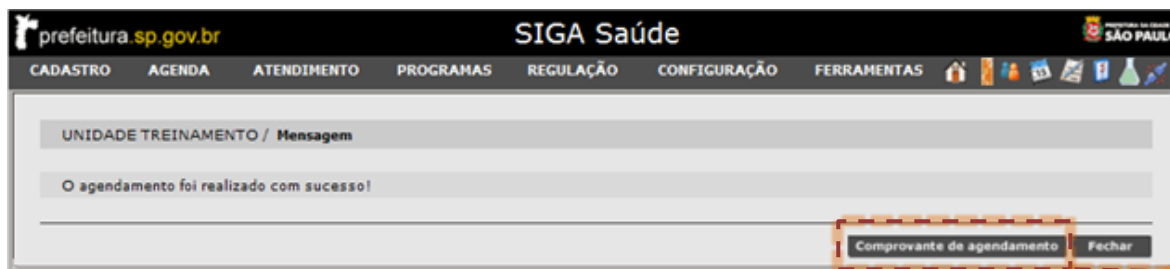 prefeitura.sp.gov.br SIGA Saúde SÃO PAULO
CADASTRO AGENDA ATENDIMENTO PROGRAMAS REGULAÇÃO CONFIGURAÇÃO FERRAMENTAS
UNIDADE TREINAMENTO / Mensagem
O agendamento foi realizado com sucesso!
Comprovante de agendamento Fechar